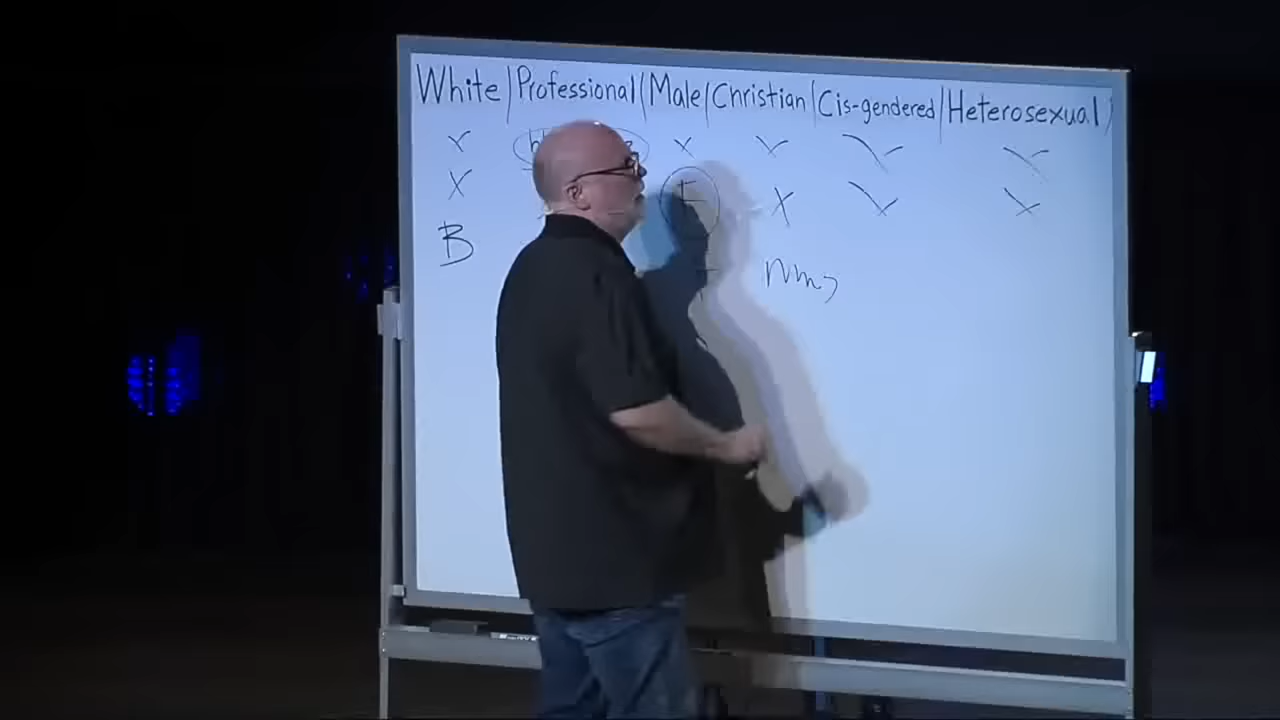 White/Professional/Male/Christian/Cis-gendered/Heterosexual/
X X X X X
X F X X X
B